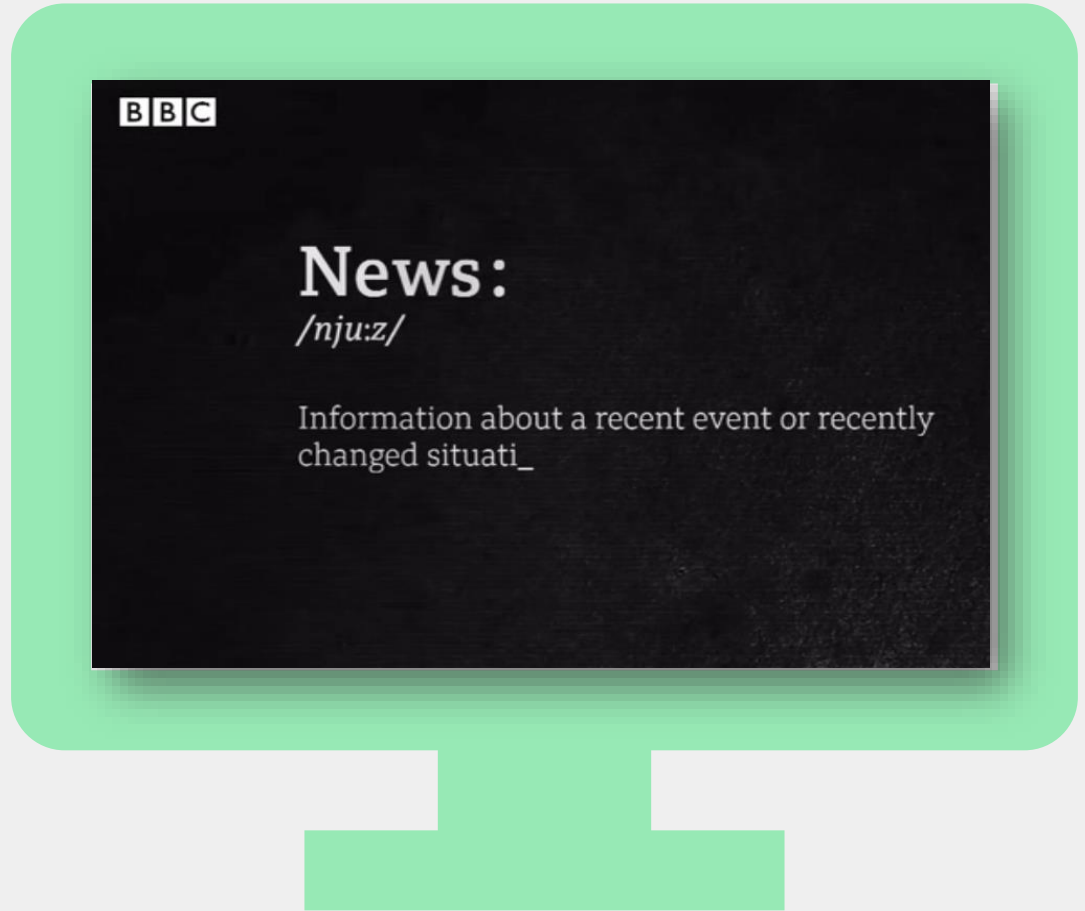 BBC
News:
/nju:z/
Information about a recent event or recently
changed situati_